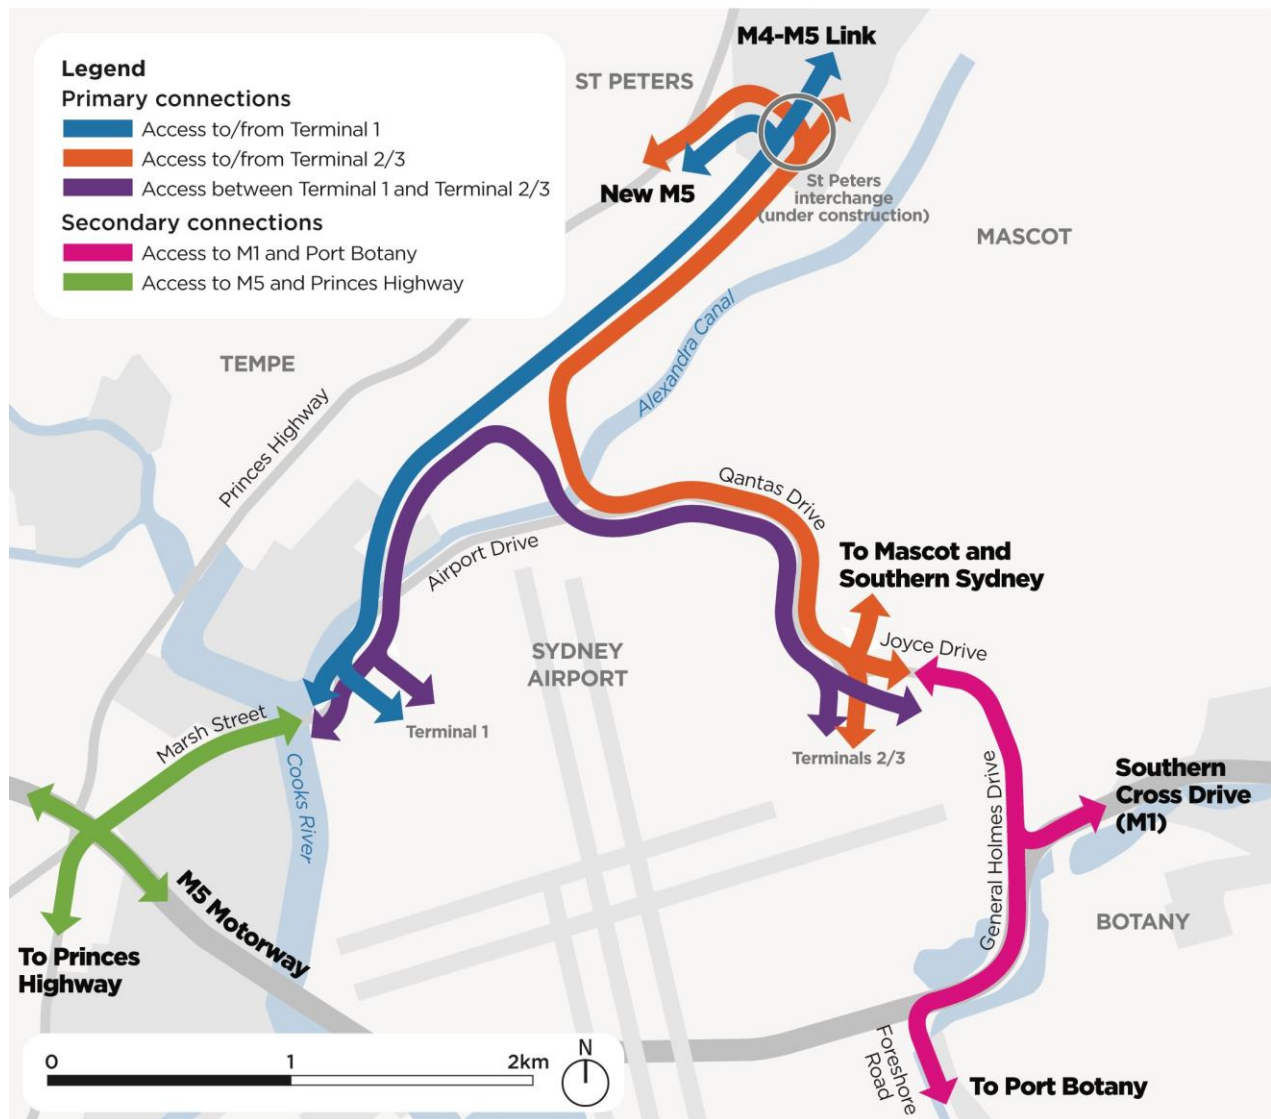 Legend
Primary connections
Access to/from Terminal 1
Access to/from Terminal 2/3
Access between Terminal 1 and Terminal 2/3
Secondary connections
Access to M1 and Port Botany
Access to M5 and Princes Highway
M4-M5 Link
ST PETERS
New M5
St Peters
interchange
(under construction)
MASCOT
TEMPE
Princes Highway
Alexandra Canal
Airport Drive
Qantas Drive
To Mascot and
Southern Sydney
Joyce Drive
SYDNEY
AIRPORT
Terminal 1
Terminals 2/3
Marsh Street
Cooks River
General Holmes Drive
Southern
Cross Drive
(M1)
BOTANY
M5 Motorway
To Princes
Highway
Foreshore
Road
To Port Botany
0 1 2km
N